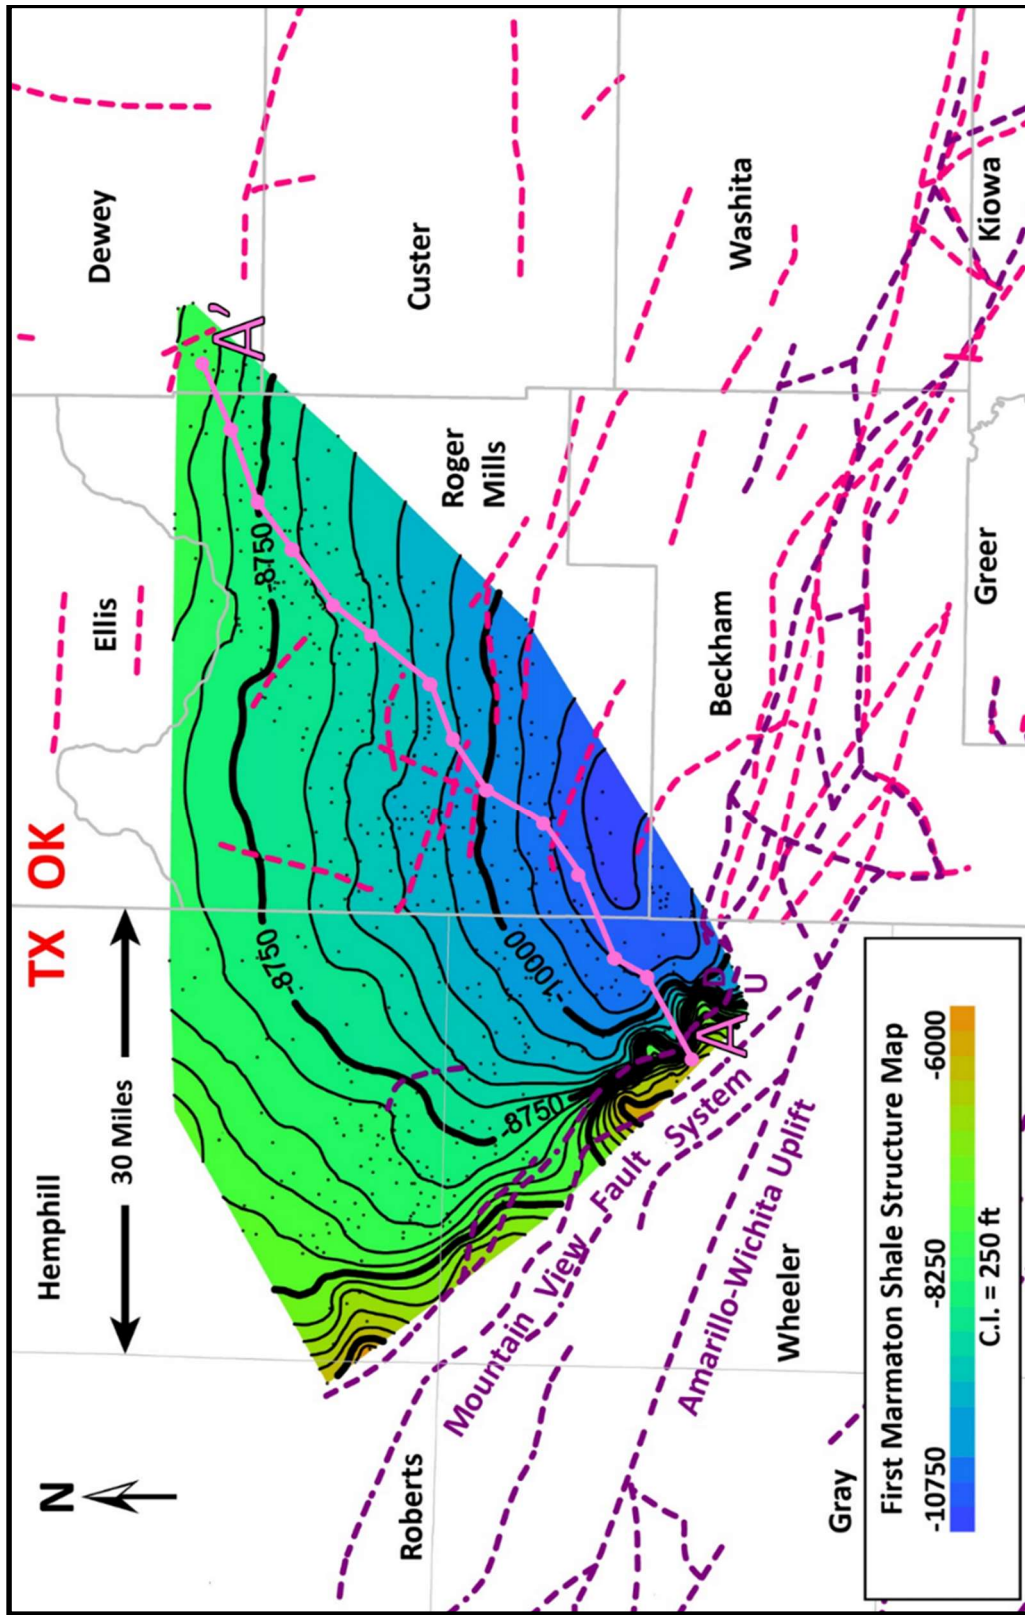 N
30 Miles
TX
OK
Hemphill
Ellis
Dewey
Roberts
Roger
Mills
Custer
Wheeler
Beckham
Washita
Gray
Greer
Kiowa
-8750
-8750
-8750
-10000
A
A'
D
U
Mountain View Fault System
Amarillo-Wichita Uplift
First Marmaton Shale Structure Map
-10750 -8250 -6000
C.I. = 250 ft